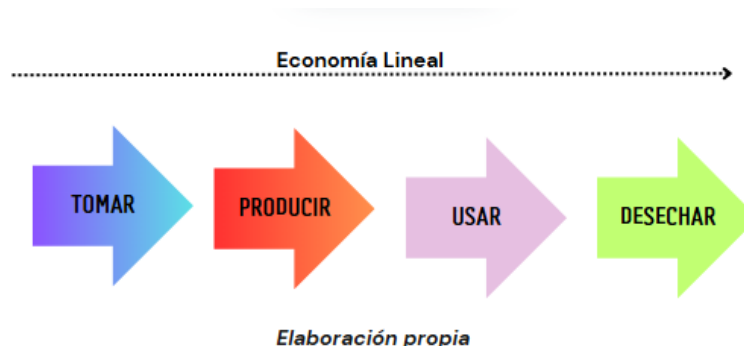 Economía Lineal
TOMAR
PRODUCIR
USAR
DESECHAR
Elaboración propia